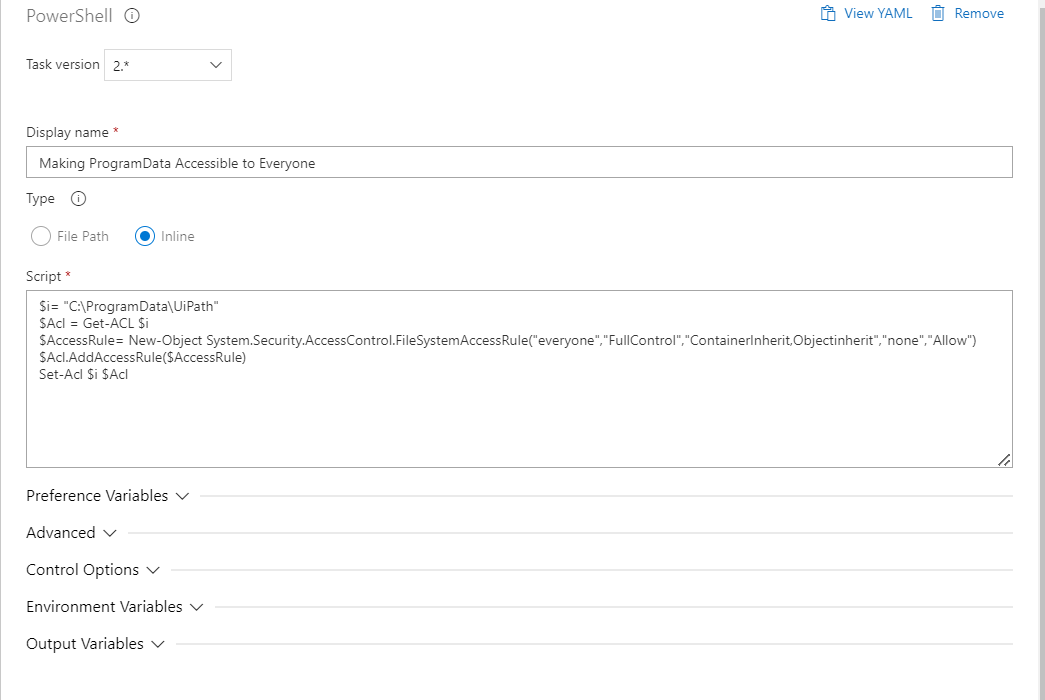 PowerShell
View YAML
Remove
Task version
2.*
Display name *
Making ProgramData Accessible to Everyone
Type
File Path
Inline
Script *
$i= "C:\ProgramData\UiPath"
$Acl = Get-ACL $i
$AccessRule= New-Object System.Security.AccessControl.FileSystemAccessRule("everyone","FullControl","ContainerInherit,Objectinherit","none","Allow")
$Acl.AddAccessRule($AccessRule)
Set-Acl $i $Acl
Preference Variables
Advanced
Control Options
Environment Variables
Output Variables